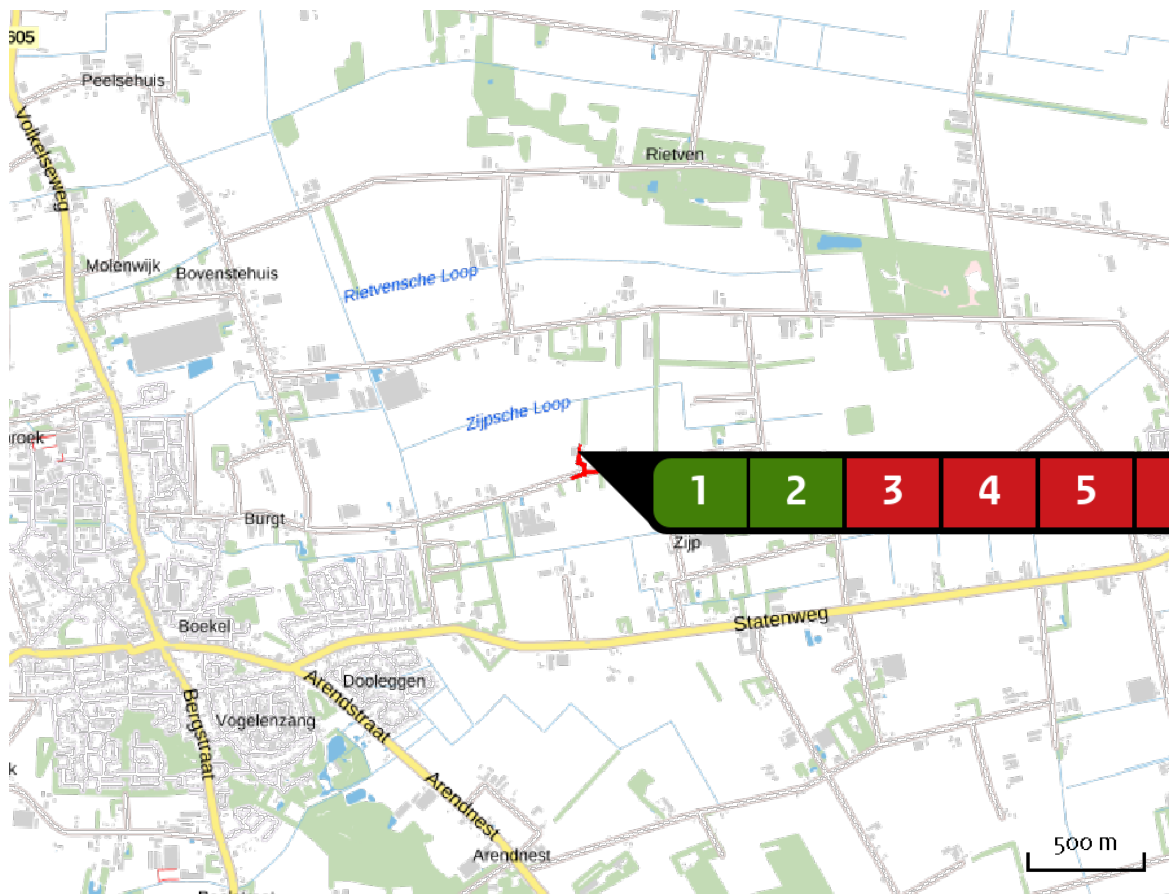 605
Peelsehuis
Volkelseweg
Rietven
Molenwijk
Bovenstehuis
Rietvensche Loop
Zijpsche Loop
roek
1 2 3 4 5
Burgt
Zijp
Statenweg
Boekel
Dooleggen
Arendstraat
Vogelenzang
Bergstraat
k
Arendnest
500 m
Arendnest